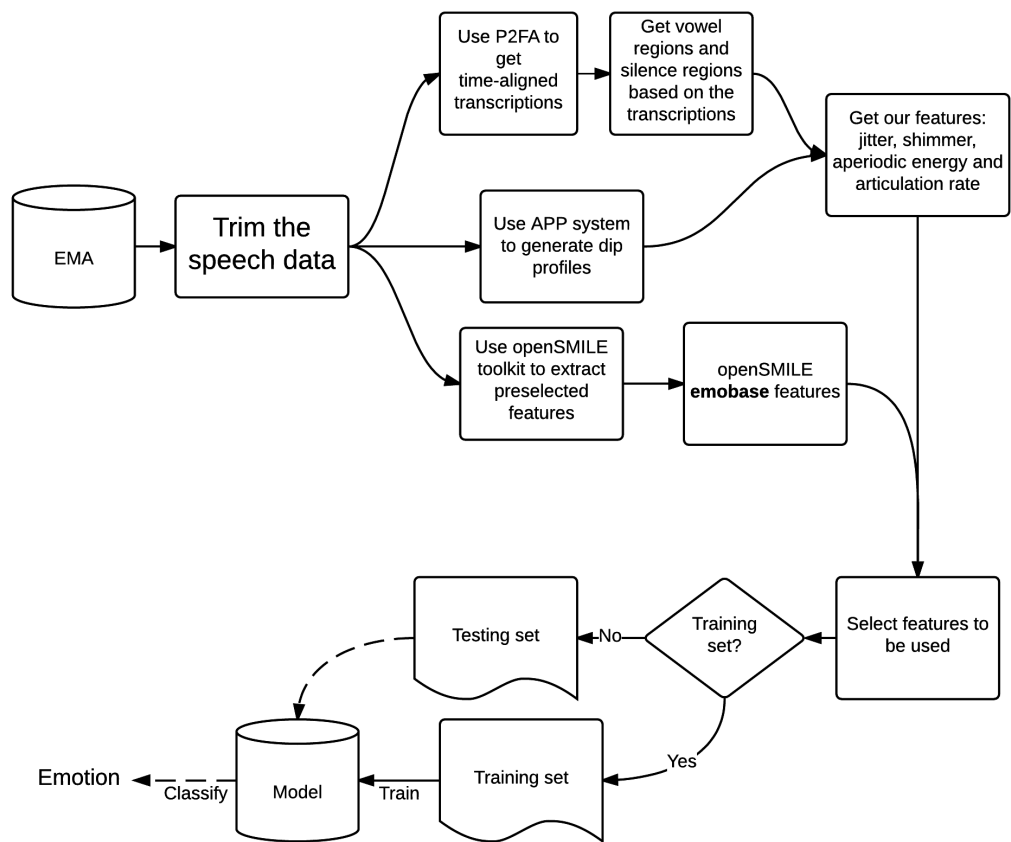 Use P2FA to
get
time-aligned
transcriptions
Get vowel
regions and
silence regions
based on the
transcriptions
Get our features:
jitter, shimmer,
aperiodic energy and
articulation rate
EMA
Trim the
speech data
Use APP system
to generate dip
profiles
Use openSMILE
toolkit to extract
preselected
features
openSMILE
emobase features
Select features to
be used
Training
set?
No
Testing set
Yes
Training set
Train
Model
Classify
Emotion